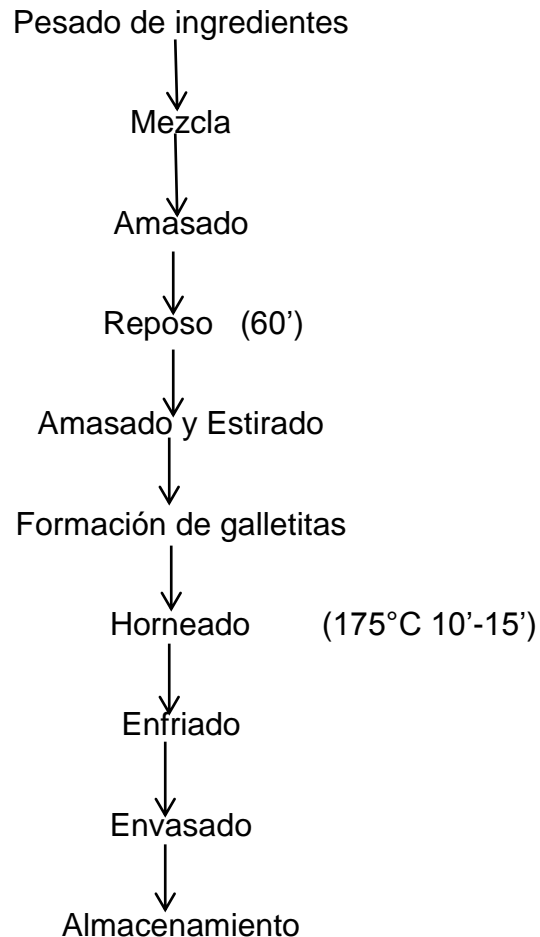 Pesado de ingredientes
Mezcla
Amasado
Reposo (60’)
Amasado y Estirado
Formación de galletitas
Horneado (175°C 10’-15’)
Enfriado
Envasado
Almacenamiento